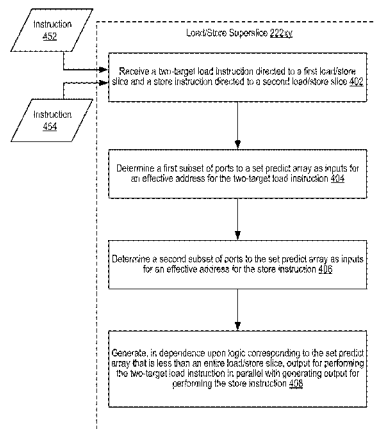 Instruction
452
Instruction
454
Load/Store Superslice 222xy
Receive a two-target load instruction directed to a first load/store
slice and a store instruction directed to a second load/store slice 402
Determine a first subset of ports to a set predict array as inputs for
an effective address for the two-target load instruction 404
Determine a second subset of ports to the set predict array as inputs
for an effective address for the store instruction 406
Generate, in dependence upon logic corresponding to the set predict
array that is less than an entire load/store slice, output for performing
the two-target load instruction in parallel with generating output for
performing the store instruction 408